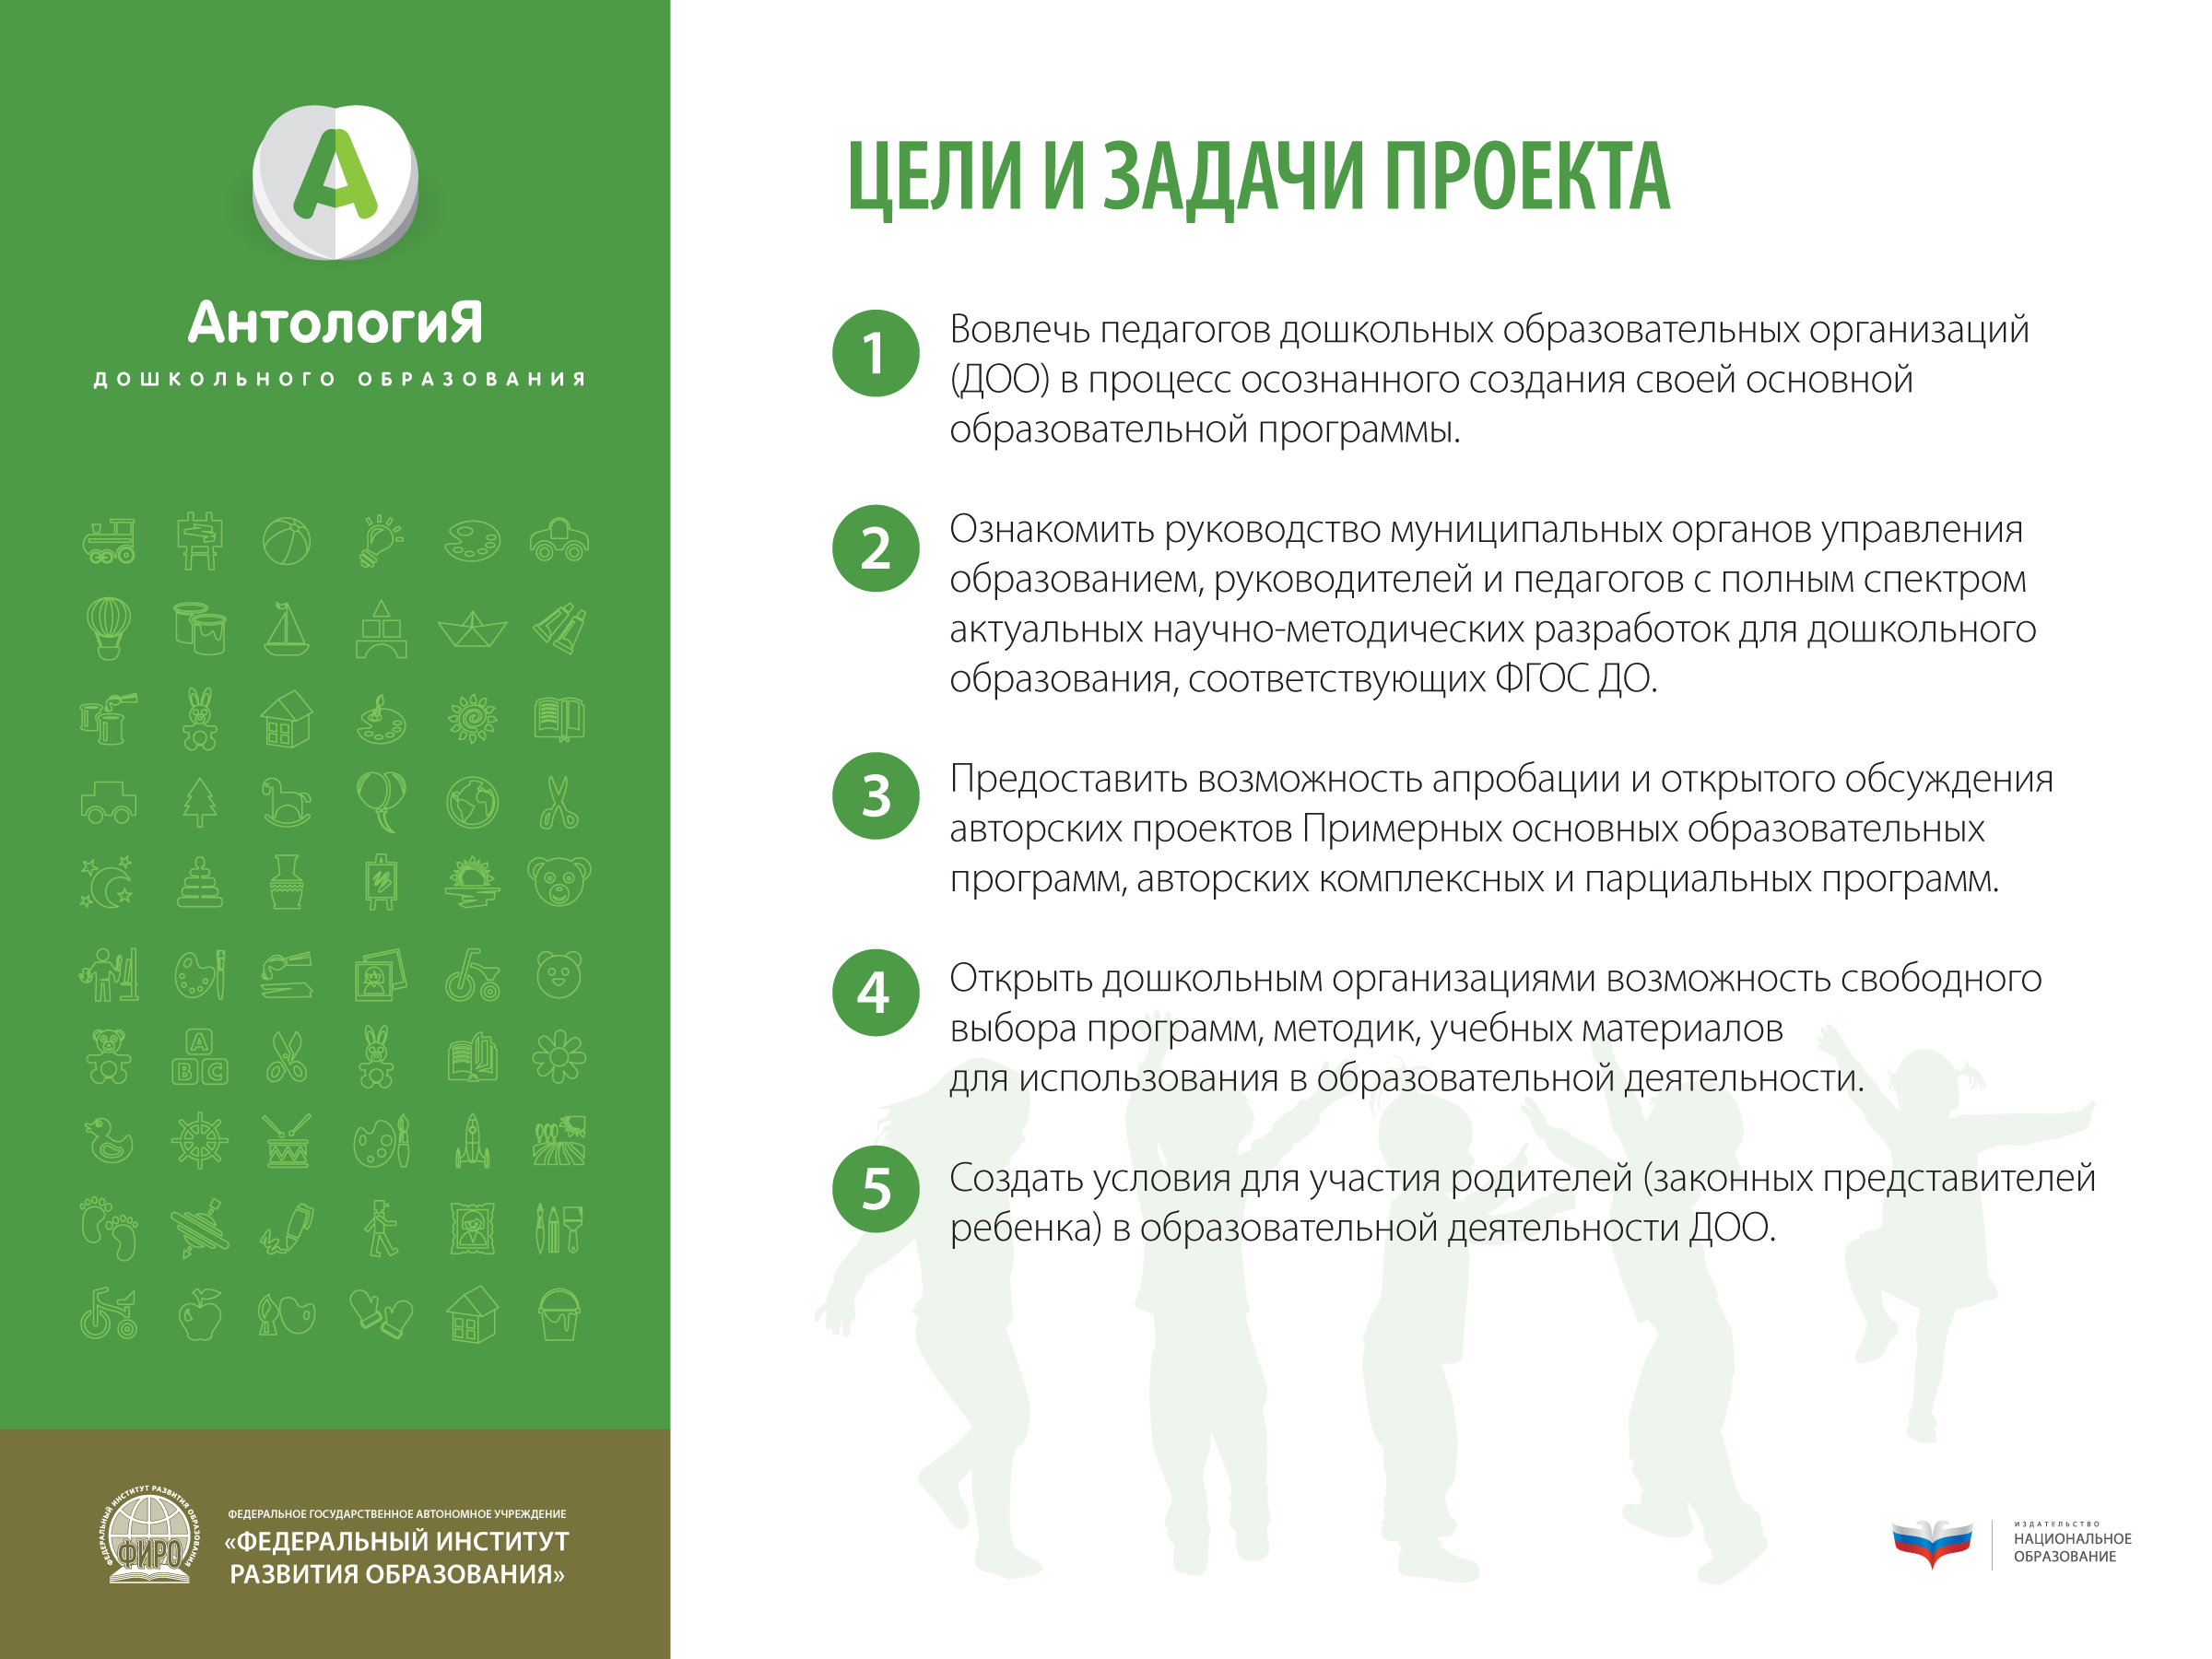 А
АнтологиЯ
ДОШКОЛЬНОГО ОБРАЗОВАНИЯ
A
B C
ФЕДЕРАЛЬНЫЙ ИНСТИТУТ РАЗВИТИЯ ОБРАЗОВАНИЯ
ФИРО
ФЕДЕРАЛЬНОЕ ГОСУДАРСТВЕННОЕ АВТОНОМНОЕ УЧРЕЖДЕНИЕ
«ФЕДЕРАЛЬНЫЙ ИНСТИТУТ
РАЗВИТИЯ ОБРАЗОВАНИЯ»
ЦЕЛИ И ЗАДАЧИ ПРОЕКТА
1 Вовлечь педагогов дошкольных образовательных организаций
(ДОО) в процесс осознанного создания своей основной
образовательной программы.
2 Ознакомить руководство муниципальных органов управления
образованием, руководителей и педагогов с полным спектром
актуальных научно-методических разработок для дошкольного
образования, соответствующих ФГОС ДО.
3 Предоставить возможность апробации и открытого обсуждения
авторских проектов Примерных основных образовательных
программ, авторских комплексных и парциальных программ.
4 Открыть дошкольным организациями возможность свободного
выбора программ, методик, учебных материалов
для использования в образовательной деятельности.
5 Создать условия для участия родителей (законных представителей
ребенка) в образовательной деятельности ДОО.
ИЗДАТЕЛЬСТВО
НАЦИОНАЛЬНОЕ
ОБРАЗОВАНИЕ